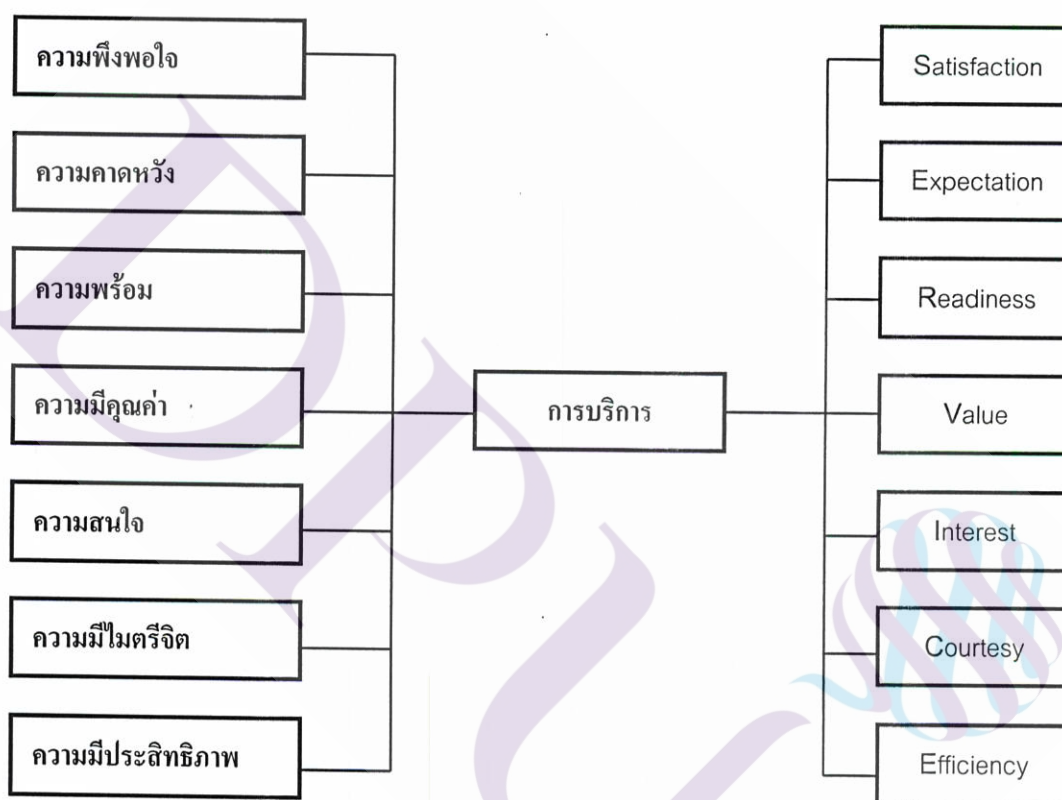 ความพึงพอใจ
ความคาดหวัง
ความพร้อม
ความมีคุณค่า
ความสนใจ
ความมีไมตรีจิต
ความมีประสิทธิภาพ
การบริการ
Satisfaction
Expectation
Readiness
Value
Interest
Courtesy
Efficiency
DPU